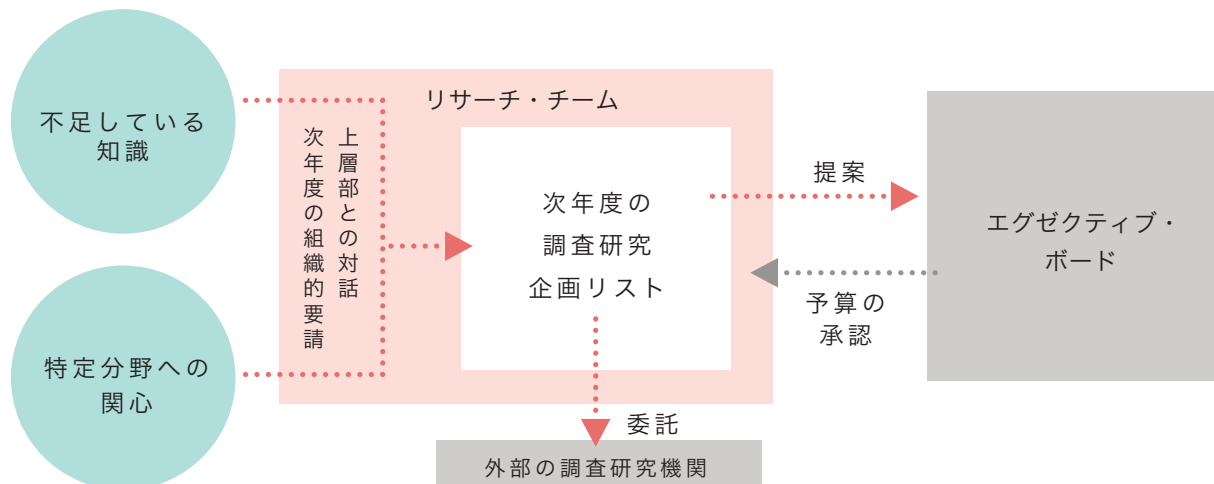 不足している
知識
特定分野への
関心
リサーチ・チーム
上層部との対話
次年度の組織的要請
次年度の
調査研究
企画リスト
提案
予算の
承認
エグゼクティブ・
ボード
委託
外部の調査研究機関